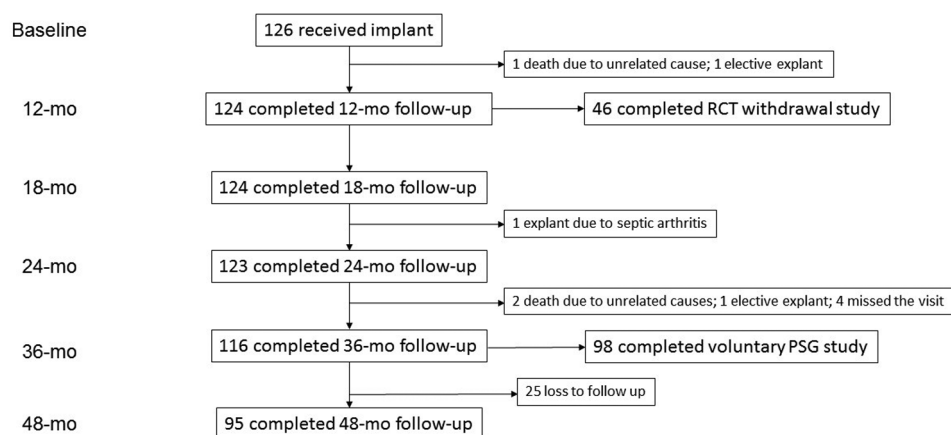 Baseline
126 received implant
1 death due to unrelated cause; 1 elective explant
12-mo
124 completed 12-mo follow-up
46 completed RCT withdrawal study
18-mo
124 completed 18-mo follow-up
1 explant due to septic arthritis
24-mo
123 completed 24-mo follow-up
2 death due to unrelated causes; 1 elective explant; 4 missed the visit
36-mo
116 completed 36-mo follow-up
98 completed voluntary PSG study
25 loss to follow up
48-mo
95 completed 48-mo follow-up